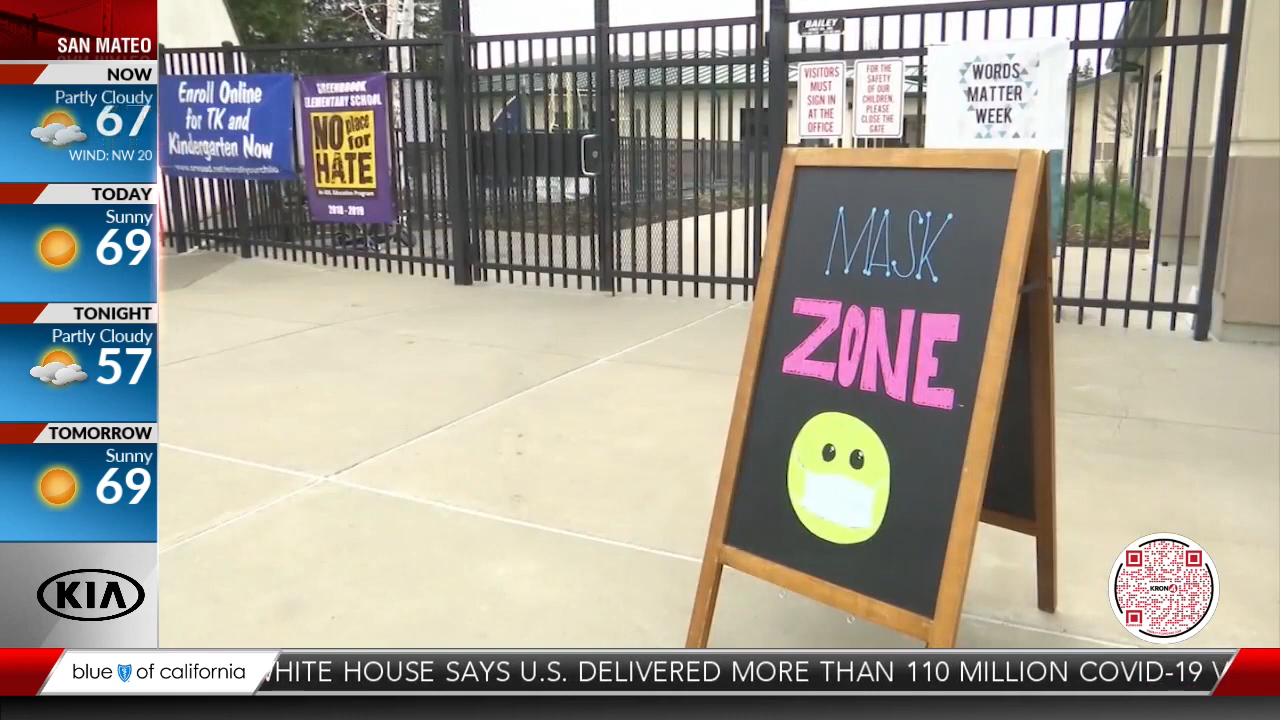 SAN MATEO
NOW
Partly Cloudy
67
WIND: NW 20
TODAY
Sunny
69
TONIGHT
Partly Cloudy
57
TOMORROW
Sunny
69
KIA
Enroll Online
for TK and
Kindergarten Now
GREENBROOK
ELEMENTARY SCHOOL
NO place
for
HATE
2018-2019
BAILEY
VISITORS
MUST
SIGN IN
AT THE
OFFICE
FOR THE
SAFETY
OF OUR
CHILDREN,
PLEASE
CLOSE THE
GATE
WORDS
MATTER
WEEK
MASK
ZONE
KRON4
blue of california
WHITE HOUSE SAYS U.S. DELIVERED MORE THAN 110 MILLION COVID-19 V